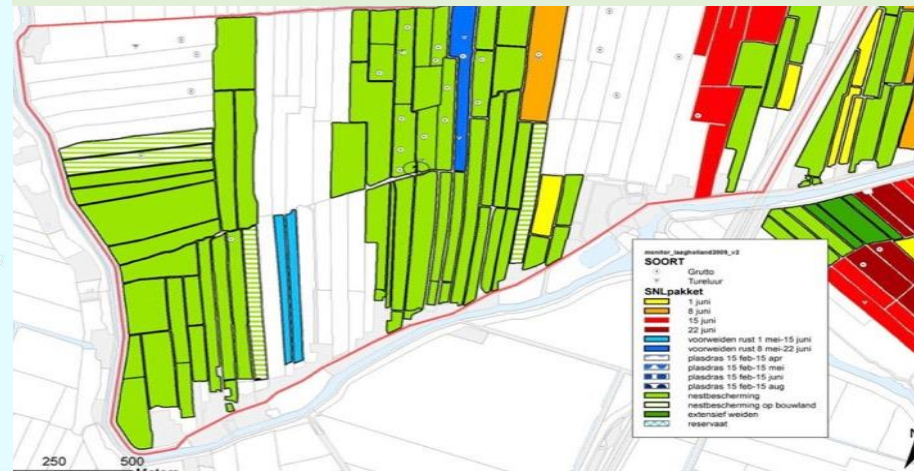 monitor_laagholland2009_v2
SOORT
Grutto
Tureluur
SNLpakket
1 juni
8 juni
15 juni
22 juni
voorweiden rust 1 mei-15 juni
voorweiden rust 8 mei-22 juni
plasdras 15 feb-15 apr
plasdras 15 feb-15 mei
plasdras 15 feb-15 juni
plasdras 15 feb-15 aug
nestbescherming
nestbescherming op bouwland
extensief weiden
reservaat
N
250 500
Meters